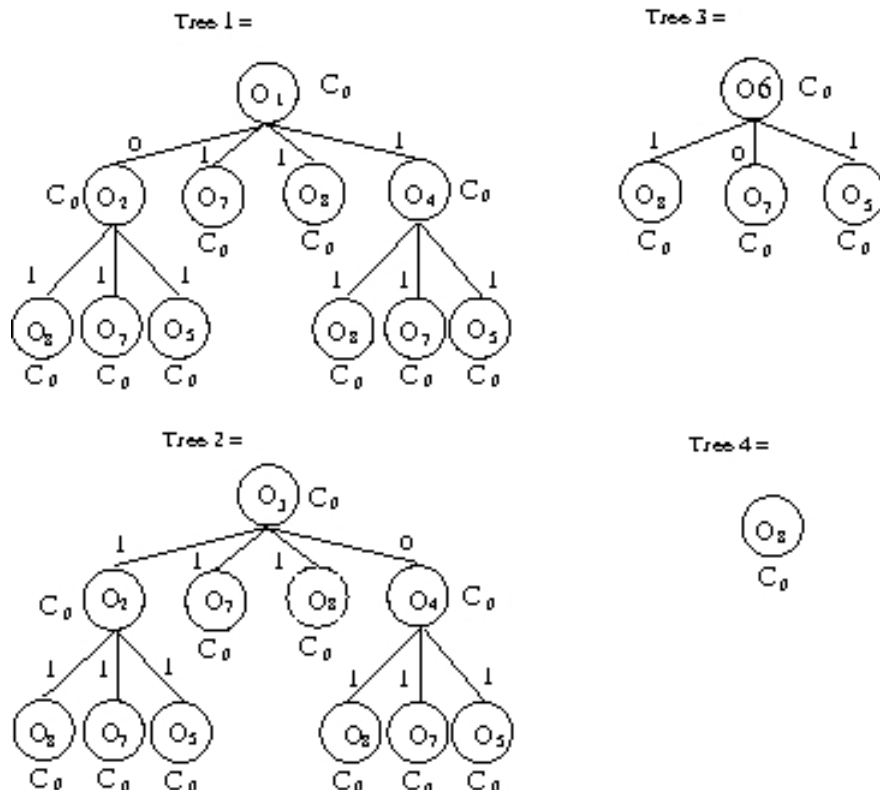 Tree 1 =
O1 C0
0 1 1 1
C0 O2 O7 O8 O4 C0
C0 C0
1 1 1 1 1 1
O8 O7 O5 O8 O7 O5
C0 C0 C0 C0 C0 C0
Tree 3 =
O6 C0
1 0 1
O8 O7 O5
C0 C0 C0
Tree 2 =
O3 C0
1 1 1 0
C0 O2 O7 O8 O4 C0
C0 C0
1 1 1 1 1 1
O8 O7 O5 O8 O7 O5
C0 C0 C0 C0 C0 C0
Tree 4 =
O8
C0